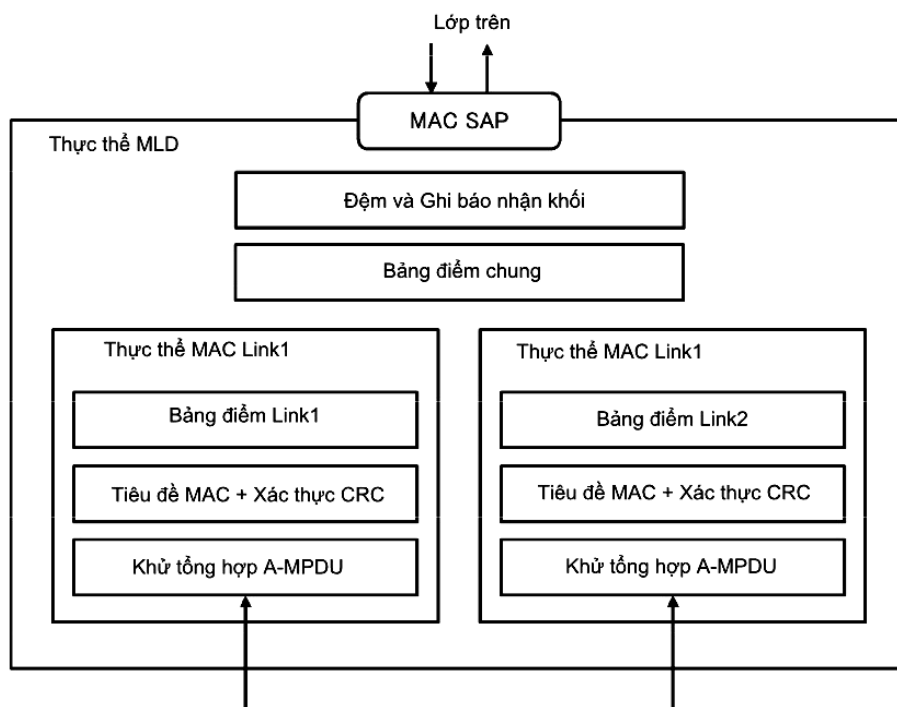 Lớp trên
MAC SAP
Thực thể MLD
Đệm và Ghi báo nhận khối
Bảng điểm chung
Thực thể MAC Link1
Bảng điểm Link1
Tiêu đề MAC + Xác thực CRC
Khử tổng hợp A-MPDU
Thực thể MAC Link1
Bảng điểm Link2
Tiêu đề MAC + Xác thực CRC
Khử tổng hợp A-MPDU